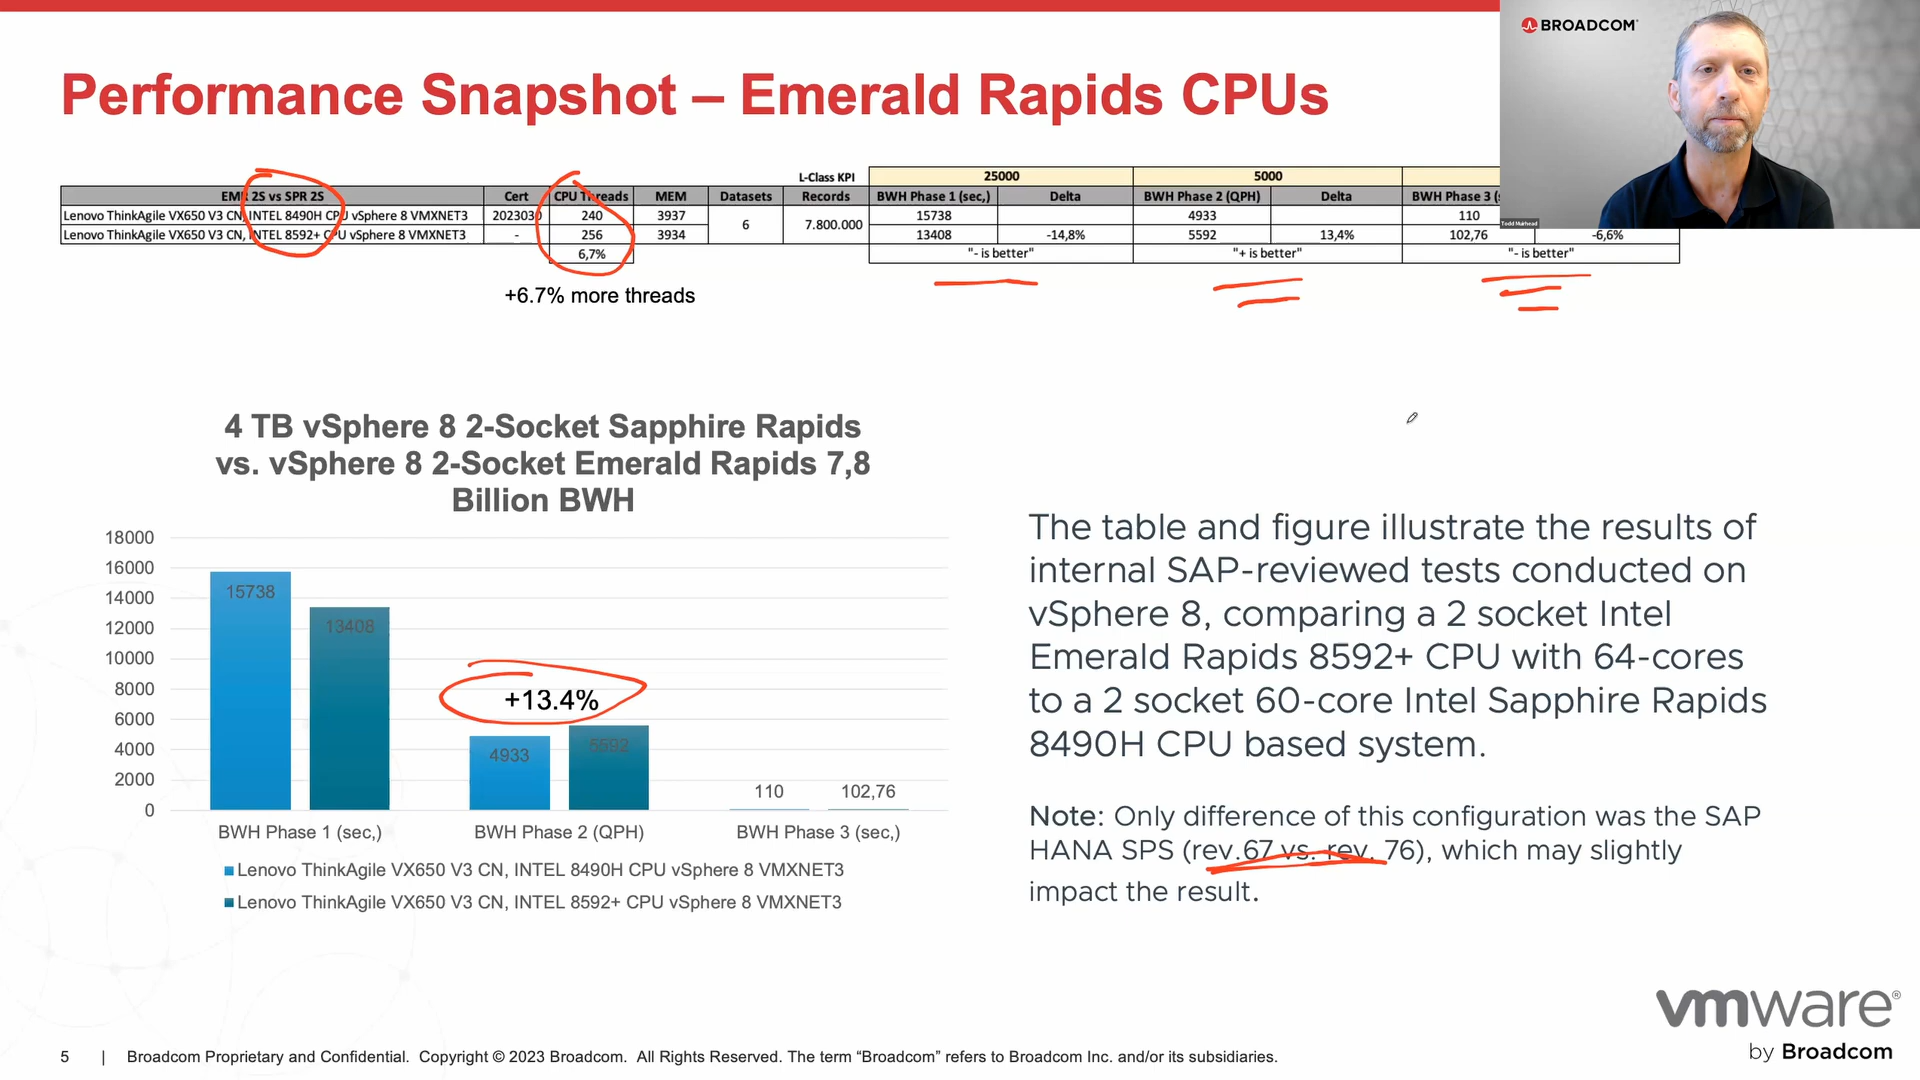 BROADCOM
Performance Snapshot – Emerald Rapids CPUs
Todd Muirhead
L-Class KPI 25000 5000
EMR 2S vs SPR 2S Cert CPU Threads MEM Datasets Records BWH Phase 1 (sec,) Delta BWH Phase 2 (QPH) Delta BWH Phase 3
Lenovo ThinkAgile VX650 V3 CN, INTEL 8490H CPU vSphere 8 VMXNET3 240 3937 6 7.800.000 15738 4933 110
Lenovo ThinkAgile VX650 V3 CN, INTEL 8592+ CPU vSphere 8 VMXNET3 - 256 3934 13408 -14,8% 5592 13,4% 102,76 -6,6%
6,7% "- is better" "+ is better" "- is better"
+6.7% more threads
4 TB vSphere 8 2-Socket Sapphire Rapids
vs. vSphere 8 2-Socket Emerald Rapids 7,8
Billion BWH
18000
16000
14000
12000
10000
8000
6000
4000
2000
0
15738
13408
+13.4%
4933
5592
110
102,76
BWH Phase 1 (sec,) BWH Phase 2 (QPH) BWH Phase 3 (sec,)
Lenovo ThinkAgile VX650 V3 CN, INTEL 8490H CPU vSphere 8 VMXNET3
Lenovo ThinkAgile VX650 V3 CN, INTEL 8592+ CPU vSphere 8 VMXNET3
The table and figure illustrate the results of
internal SAP-reviewed tests conducted on
vSphere 8, comparing a 2 socket Intel
Emerald Rapids 8592+ CPU with 64-cores
to a 2 socket 60-core Intel Sapphire Rapids
8490H CPU based system.
Note: Only difference of this configuration was the SAP
HANA SPS (rev.67 vs. rev. 76), which may slightly
impact the result.
vmware®
by Broadcom
5 | Broadcom Proprietary and Confidential. Copyright © 2023 Broadcom. All Rights Reserved. The term “Broadcom” refers to Broadcom Inc. and/or its subsidiaries.